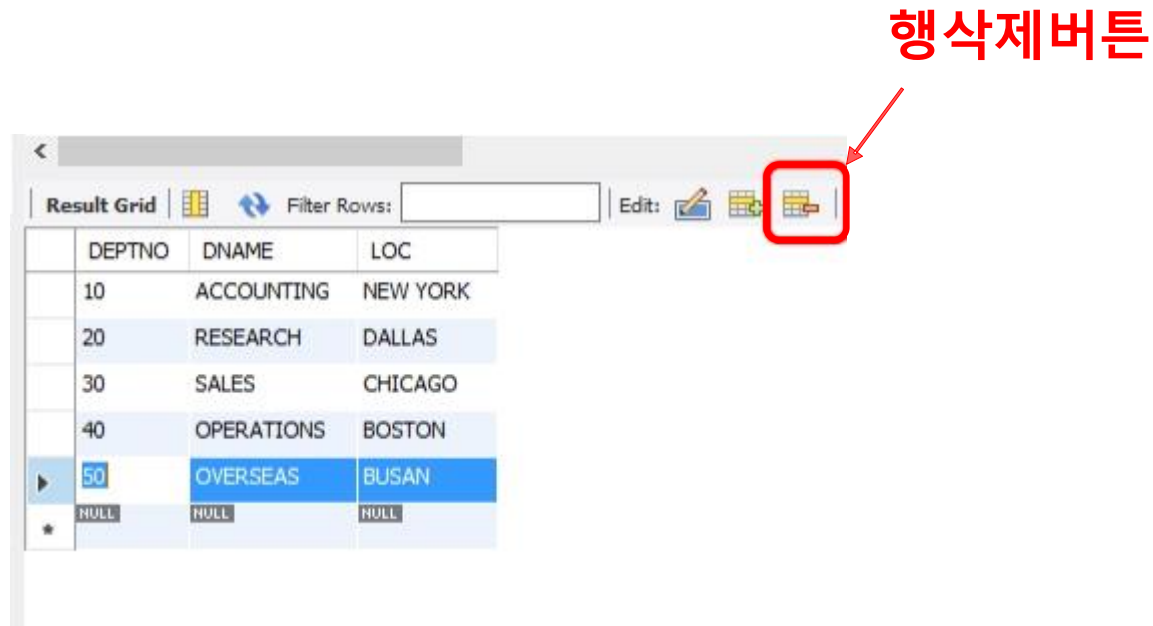 행삭제버튼
Result Grid Filter Rows: Edit:
DEPTNO DNAME LOC
10 ACCOUNTING NEW YORK
20 RESEARCH DALLAS
30 SALES CHICAGO
40 OPERATIONS BOSTON
50 OVERSEAS BUSAN
NULL NULL NULL